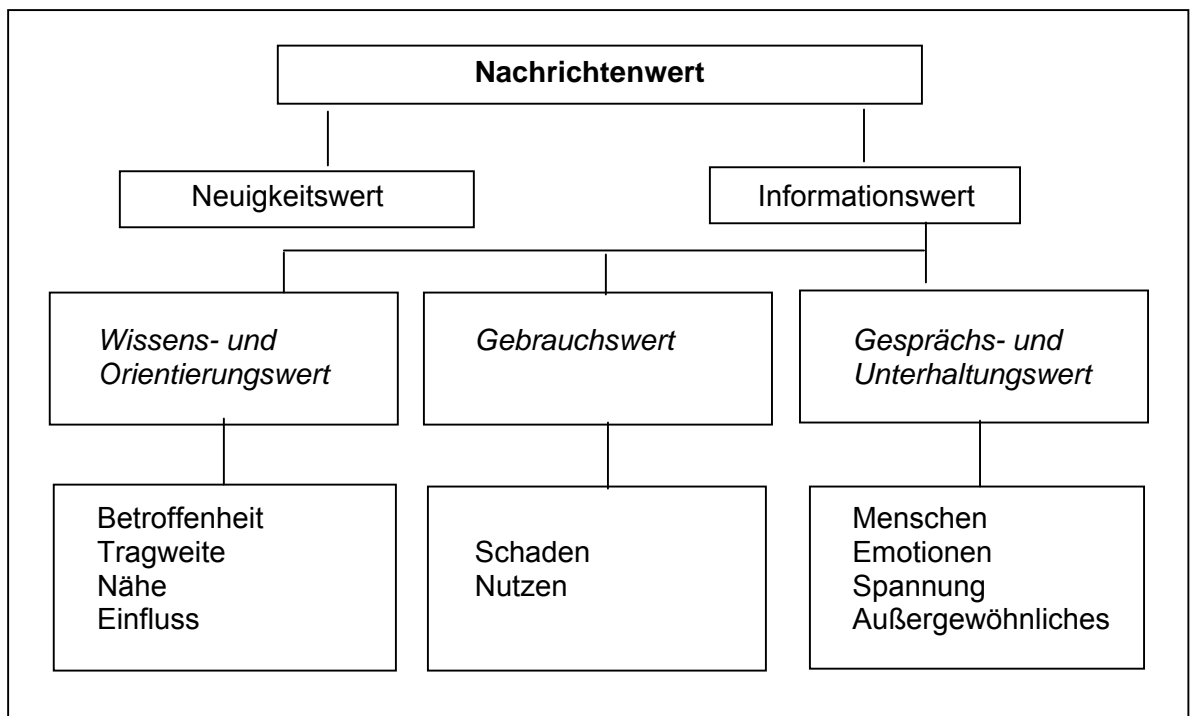 Nachrichtenwert
Neuigkeitswert
Informationswert
Wissens- und
Orientierungswert
Gebrauchswert
Gesprächs- und
Unterhaltungswert
Betroffenheit
Tragweite
Nähe
Einfluss
Schaden
Nutzen
Menschen
Emotionen
Spannung
Außergewöhnliches